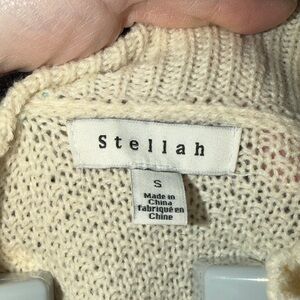 Stellah
S
Made in
China
fabriqué en
Chine